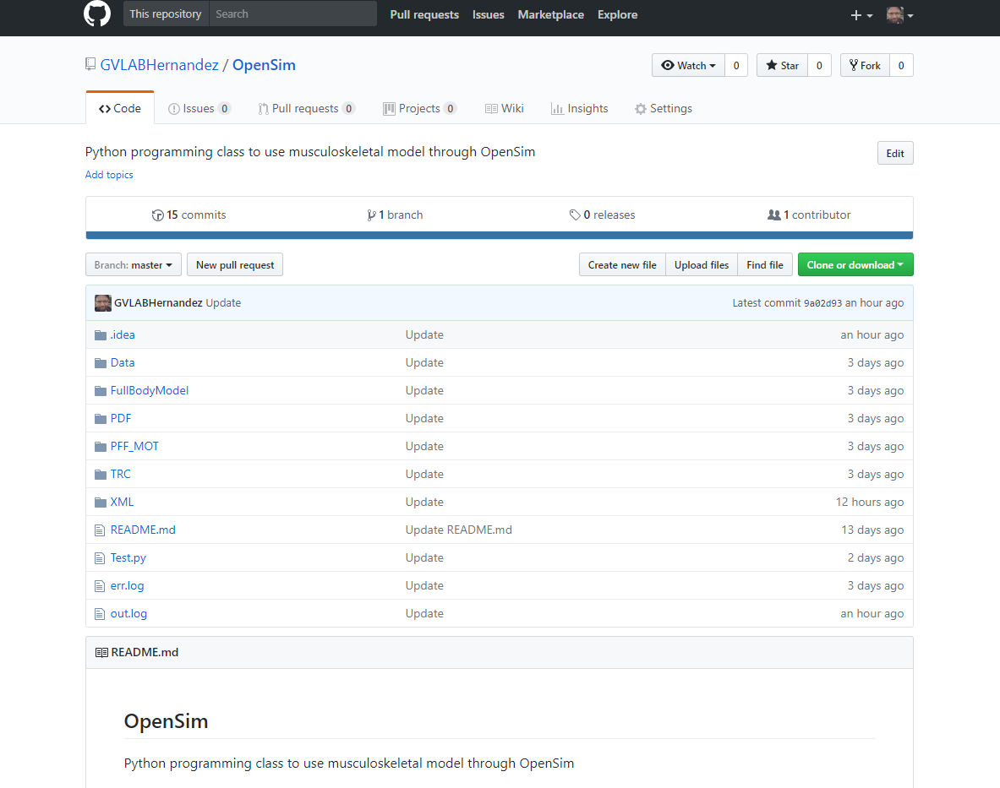 This repository Search Pull requests Issues Marketplace Explore
GVLABHernandez / OpenSim Watch 0 Star 0 Fork 0
Code Issues 0 Pull requests 0 Projects 0 Wiki Insights Settings
Python programming class to use musculoskeletal model through OpenSim Edit
Add topics
15 commits 1 branch 0 releases 1 contributor
Branch: master New pull request Create new file Upload files Find file Clone or download
GVLABHernandez Update Latest commit 9a02d93 an hour ago
.idea Update an hour ago
Data Update 3 days ago
FullBodyModel Update 3 days ago
PDF Update 3 days ago
PFF_MOT Update 3 days ago
TRC Update 3 days ago
XML Update 12 hours ago
README.md Update README.md 13 days ago
Test.py Update 2 days ago
err.log Update 3 days ago
out.log Update an hour ago
README.md
OpenSim
Python programming class to use musculoskeletal model through OpenSim